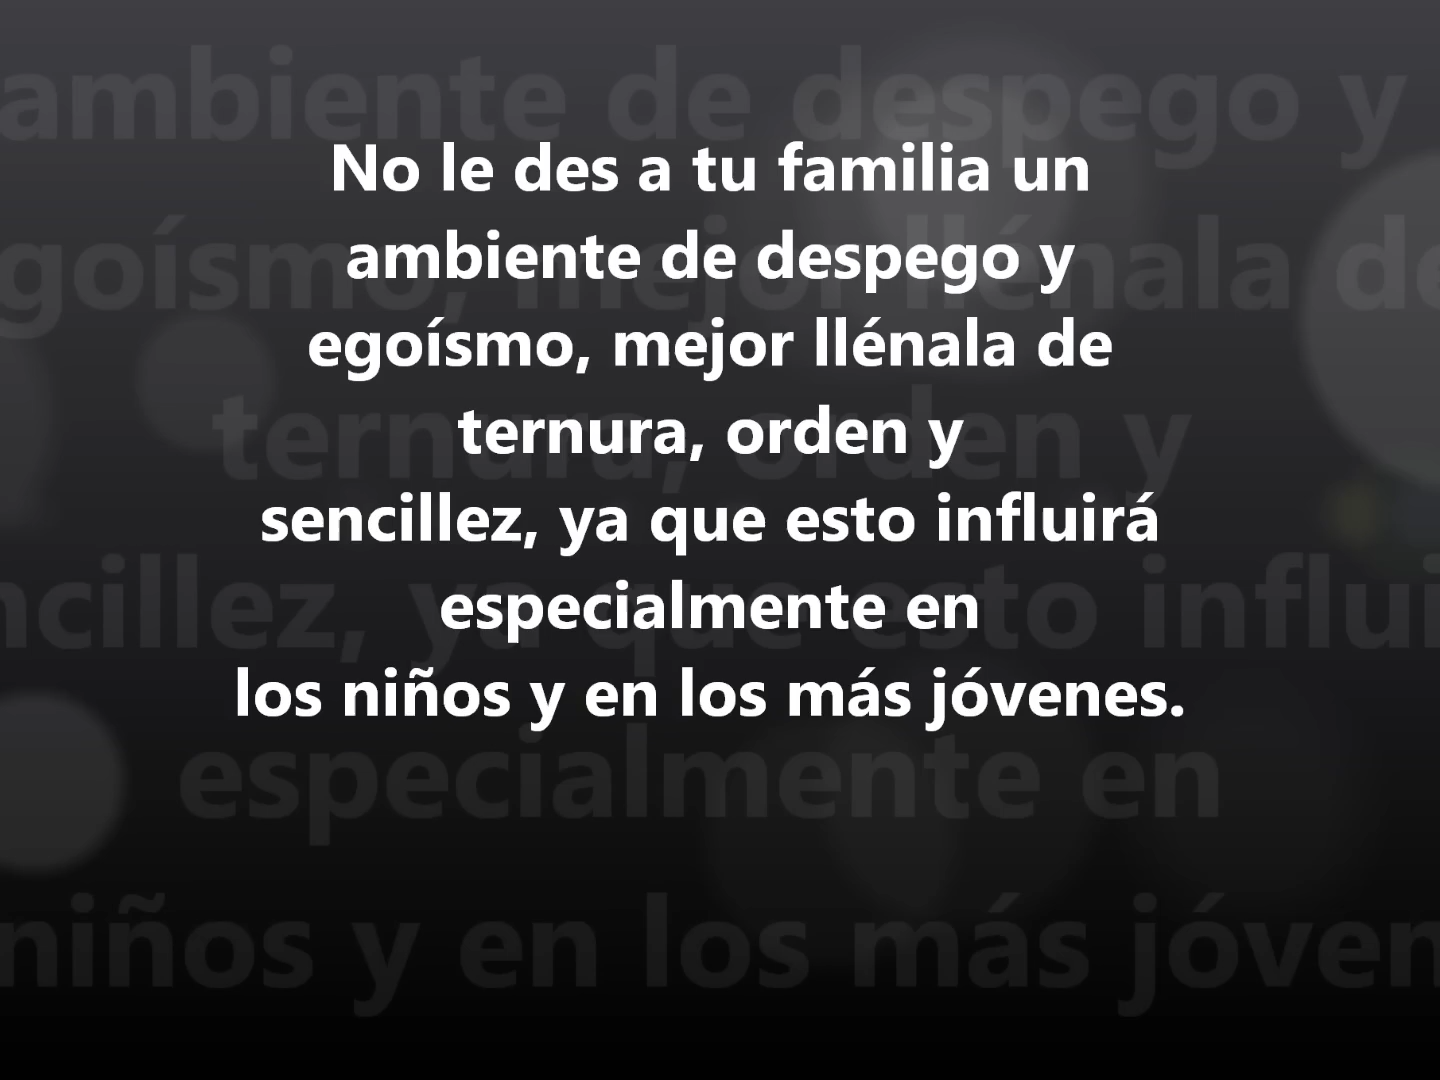 No le des a tu familia un
ambiente de despego y
egoísmo, mejor llénala de
ternura, orden y
sencillez, ya que esto influirá
especialmente en
los niños y en los más jóvenes.